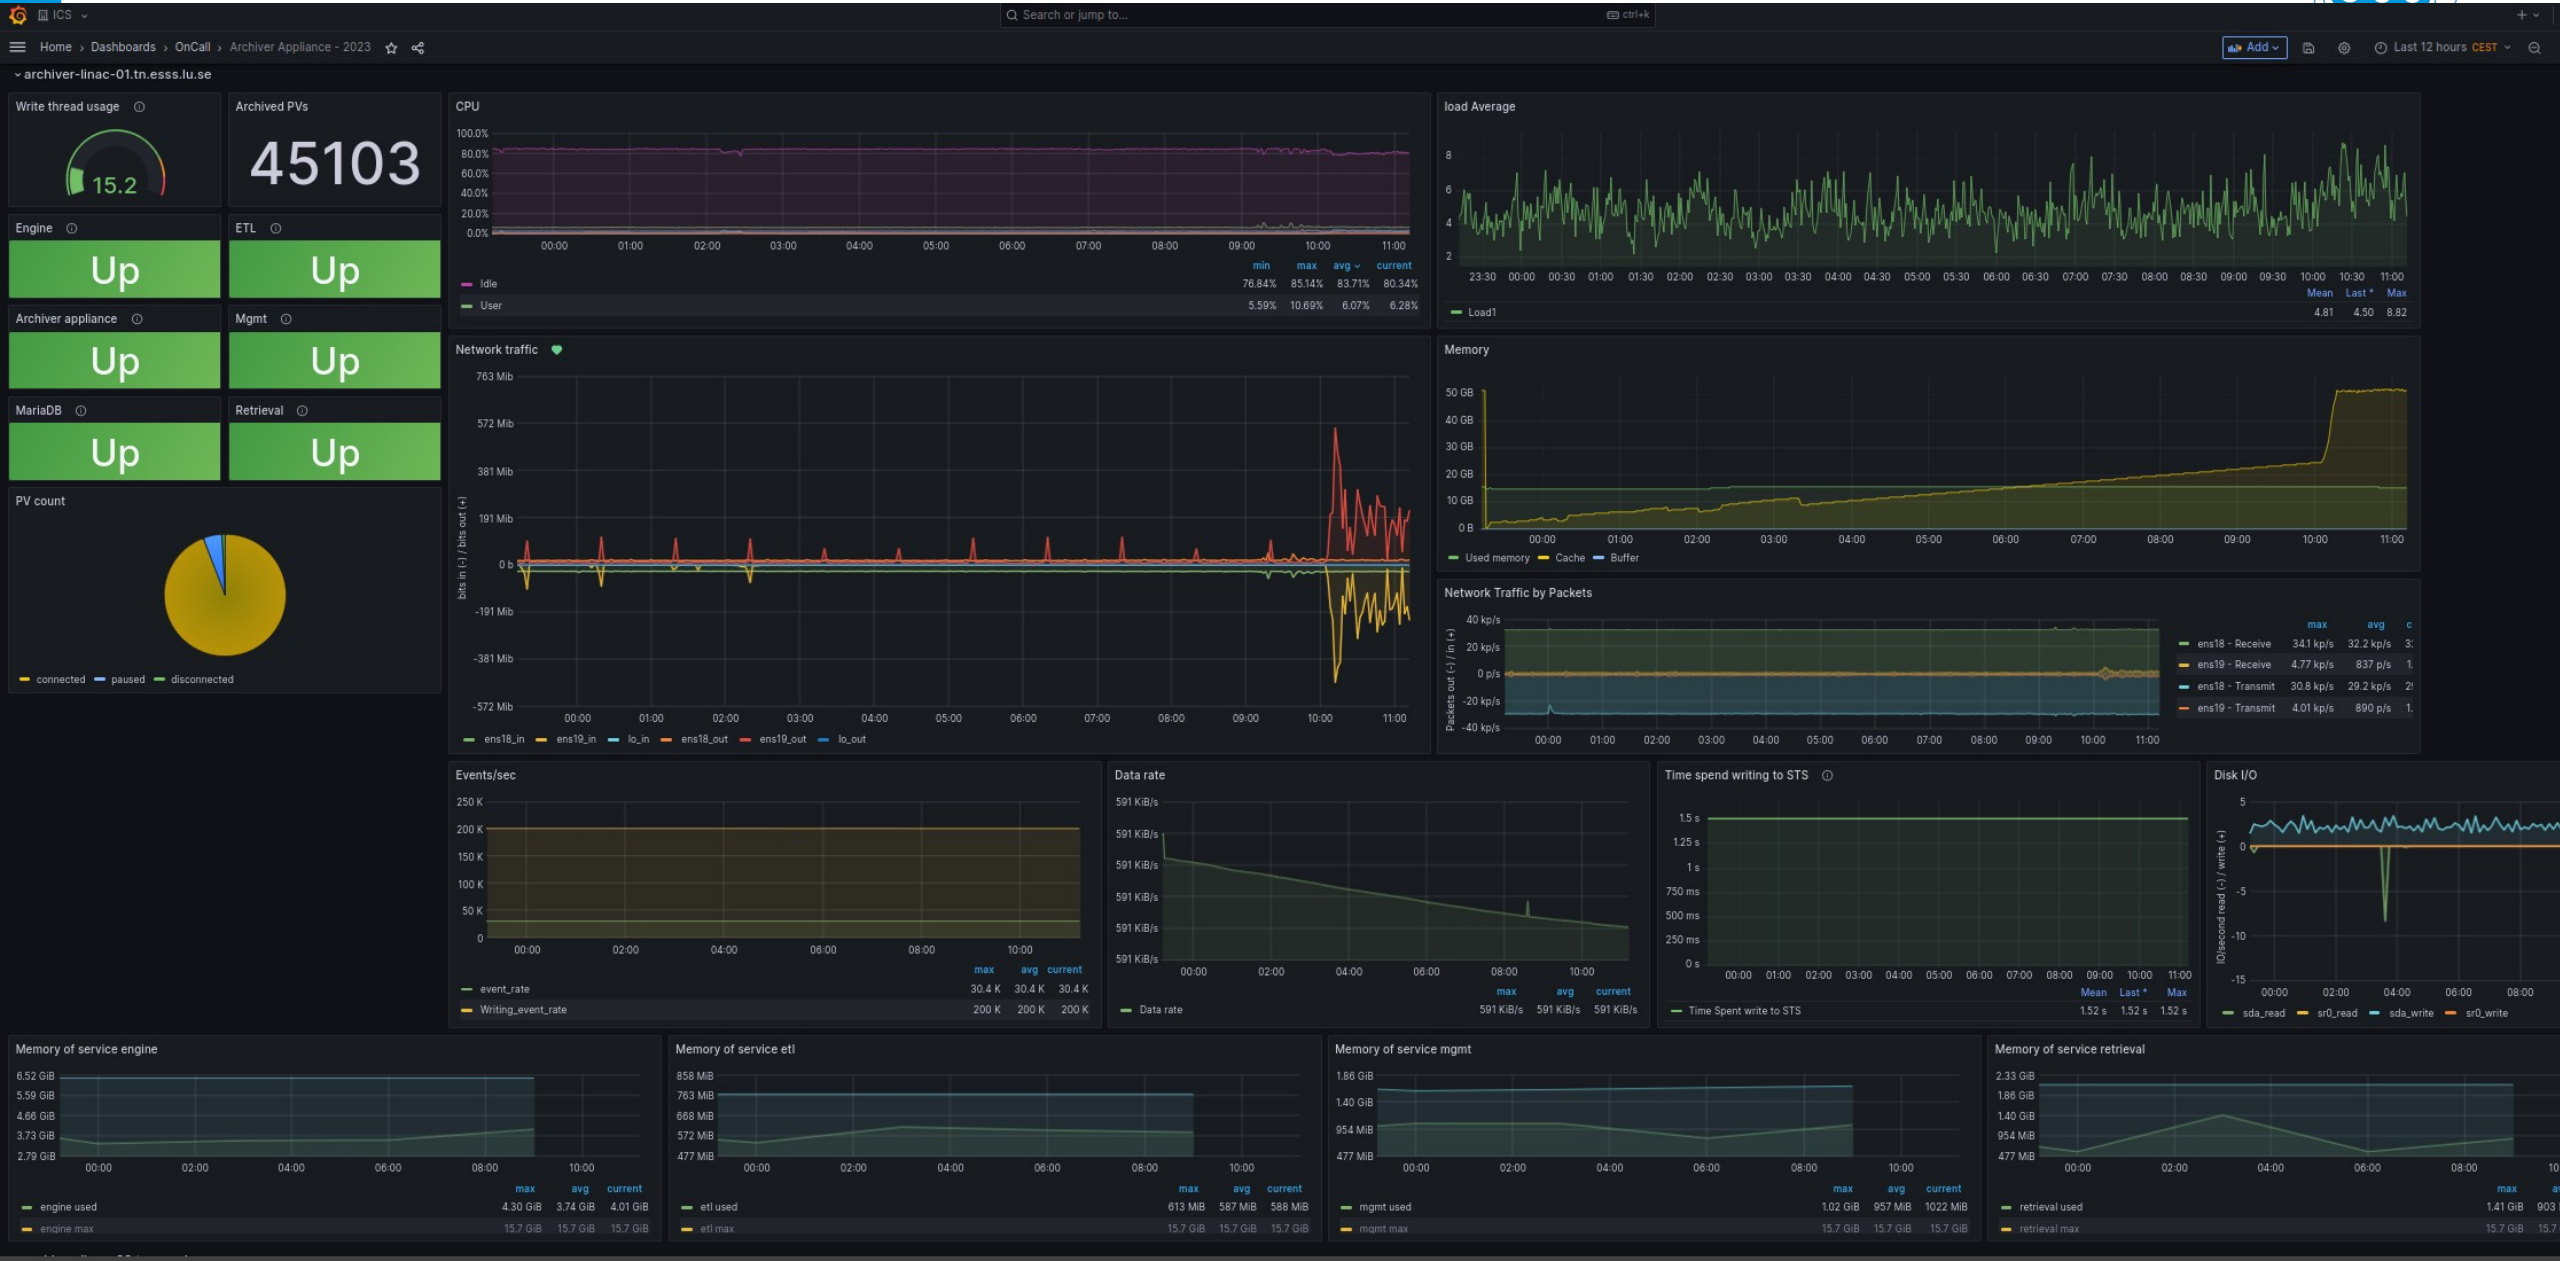 ICS
Search or jump to...
ctrl+k
Home › Dashboards › OnCall › Archiver Appliance - 2023
Add
Last 12 hours CEST
archiver-linac-01.tn.esss.lu.se
Write thread usage
15.2
Archived PVs
45103
Engine
Up
ETL
Up
Archiver appliance
Up
Mgmt
Up
MariaDB
Up
Retrieval
Up
PV count
connected paused disconnected
CPU
100.0%
80.0%
60.0%
40.0%
20.0%
0.0%
00:00 01:00 02:00 03:00 04:00 05:00 06:00 07:00 08:00 09:00 10:00 11:00
min max avg current
Idle 76.84% 85.14% 83.71% 80.34%
User 5.59% 10.69% 6.07% 6.28%
load Average
8
6
4
2
23:30 00:00 00:30 01:00 01:30 02:00 02:30 03:00 03:30 04:00 04:30 05:00 05:30 06:00 06:30 07:00 07:30 08:00 08:30 09:00 09:30 10:00 10:30 11:00
Mean Last * Max
Load1 4.81 4.50 8.82
Network traffic
bits in (-) / bits out (+)
763 Mib
572 Mib
381 Mib
191 Mib
0 b
-191 Mib
-381 Mib
-572 Mib
00:00 01:00 02:00 03:00 04:00 05:00 06:00 07:00 08:00 09:00 10:00 11:00
ens18_in ens19_in lo_in ens18_out ens19_out lo_out
Memory
50 GB
40 GB
30 GB
20 GB
10 GB
0 B
00:00 01:00 02:00 03:00 04:00 05:00 06:00 07:00 08:00 09:00 10:00 11:00
Used memory Cache Buffer
Network Traffic by Packets
Packets out (-) / in (+)
40 kp/s
20 kp/s
0 p/s
-20 kp/s
-40 kp/s
00:00 01:00 02:00 03:00 04:00 05:00 06:00 07:00 08:00 09:00 10:00 11:00
max avg c
ens18 - Receive 34.1 kp/s 32.2 kp/s
ens19 - Receive 4.77 kp/s 837 p/s 1.
ens18 - Transmit 30.8 kp/s 29.2 kp/s
ens19 - Transmit 4.01 kp/s 890 p/s 1.
Events/sec
250 K
200 K
150 K
100 K
50 K
0
00:00 02:00 04:00 06:00 08:00 10:00
max avg current
event_rate 30.4 K 30.4 K 30.4 K
Writing_event_rate 200 K 200 K 200 K
Data rate
591 KiB/s
591 KiB/s
591 KiB/s
591 KiB/s
591 KiB/s
591 KiB/s
00:00 02:00 04:00 06:00 08:00 10:00
max avg current
Data rate 591 KiB/s 591 KiB/s 591 KiB/s
Time spend writing to STS
1.5 s
1.25 s
1 s
750 ms
500 ms
250 ms
0 s
00:00 01:00 02:00 03:00 04:00 05:00 06:00 07:00 08:00 09:00 10:00 11:00
Mean Last * Max
Time Spent write to STS 1.52 s 1.52 s 1.52 s
Disk I/O
IO/second read (-) / write (+)
5
0
-5
-10
-15
00:00 02:00 04:00 06:00 08:00
sda_read sr0_read sda_write sr0_write
Memory of service engine
6.52 GiB
5.59 GiB
4.66 GiB
3.73 GiB
2.79 GiB
00:00 02:00 04:00 06:00 08:00 10:00
max avg current
engine used 4.30 GiB 3.74 GiB 4.01 GiB
engine max 15.7 GiB 15.7 GiB 15.7 GiB
Memory of service etl
858 MiB
763 MiB
668 MiB
572 MiB
477 MiB
00:00 02:00 04:00 06:00 08:00 10:00
max avg current
etl used 613 MiB 587 MiB 588 MiB
etl max 15.7 GiB 15.7 GiB 15.7 GiB
Memory of service mgmt
1.86 GiB
1.40 GiB
954 MiB
477 MiB
00:00 02:00 04:00 06:00 08:00 10:00
max avg current
mgmt used 1.02 GiB 957 MiB 1022 MiB
mgmt max 15.7 GiB 15.7 GiB 15.7 GiB
Memory of service retrieval
2.33 GiB
1.86 GiB
1.40 GiB
954 MiB
477 MiB
00:00 02:00 04:00 06:00 08:00 10
max a
retrieval used 1.41 GiB 903
retrieval max 15.7 GiB 15.7